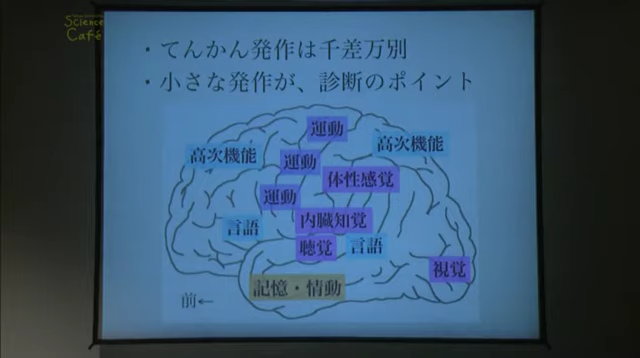 Science
Café
・てんかん発作は千差万別
・小さな発作が、診断のポイント
運動
高次機能
高次機能
運動
体性感覚
運動
内臓知覚
言語
聴覚
言語
視覚
記憶・情動
前←